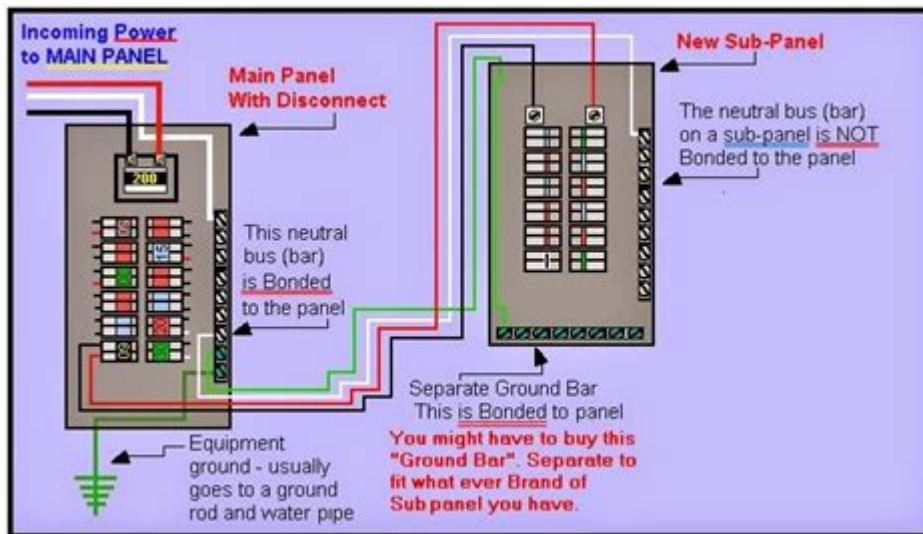 Incoming Power
to MAIN PANEL
Main Panel
With Disconnect
New Sub-Panel
The neutral bus (bar)
on a sub-panel is NOT
Bonded to the panel
200
This neutral
bus (bar)
is Bonded
to the panel
Separate Ground Bar
This is Bonded to panel
You might have to buy this
"Ground Bar". Separate to
fit what ever Brand of
Subpanel you have.
Equipment
ground - usually
goes to a ground
rod and water pipe